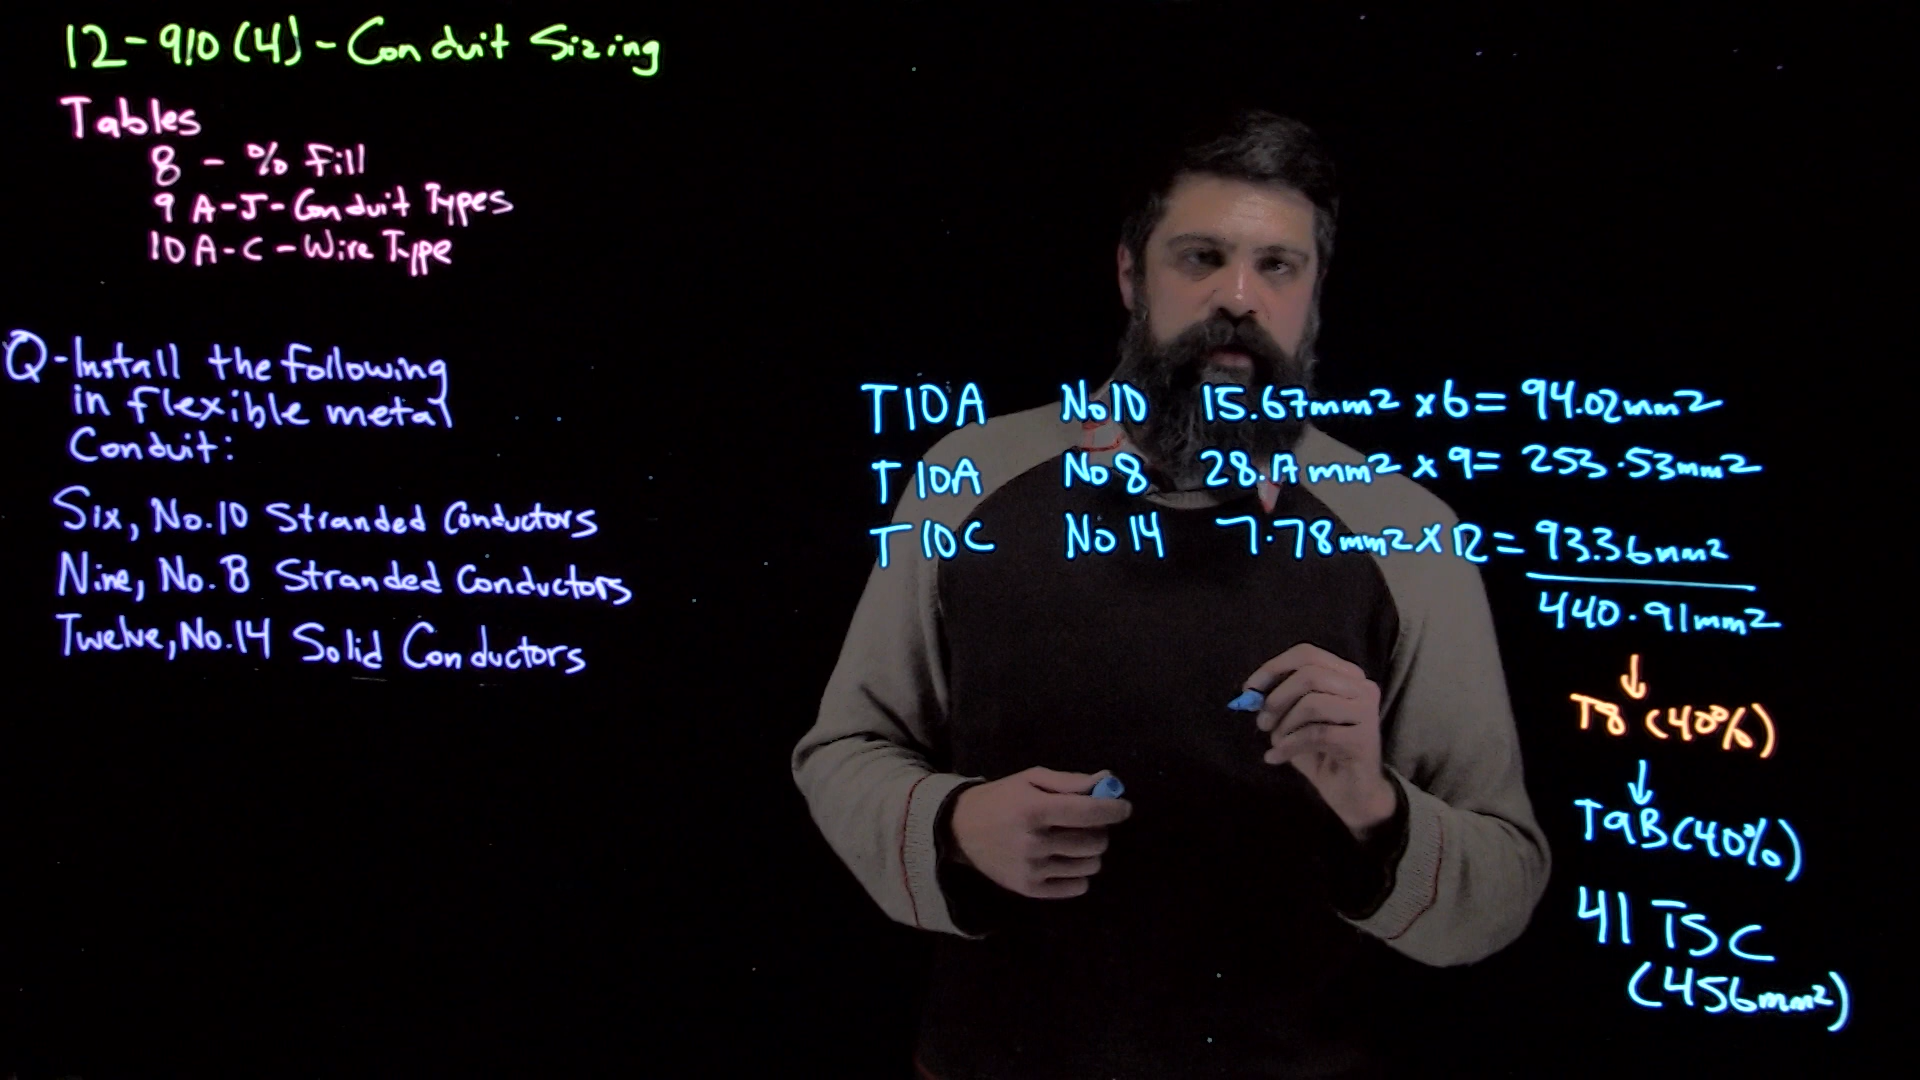 12-910(4) - Conduit Sizing
Tables
8 - % Fill
9 A-J - Conduit Types
10 A-C - Wire Type
Q - Install the following
in flexible metal
Conduit:
Six, No.10 Stranded Conductors
Nine, No.8 Stranded Conductors
Twelve, No.14 Solid Conductors
T10A No10 15.67mm2 x6= 94.02mm2
T10A No8 28.17mm2 x 9= 253.53mm2
T10C No14 7.78mm2 x 12= 93.36mm2
440.91mm2
↓
T8 (40%)
↓
T9B (40%)
41 TSC
(456mm2)